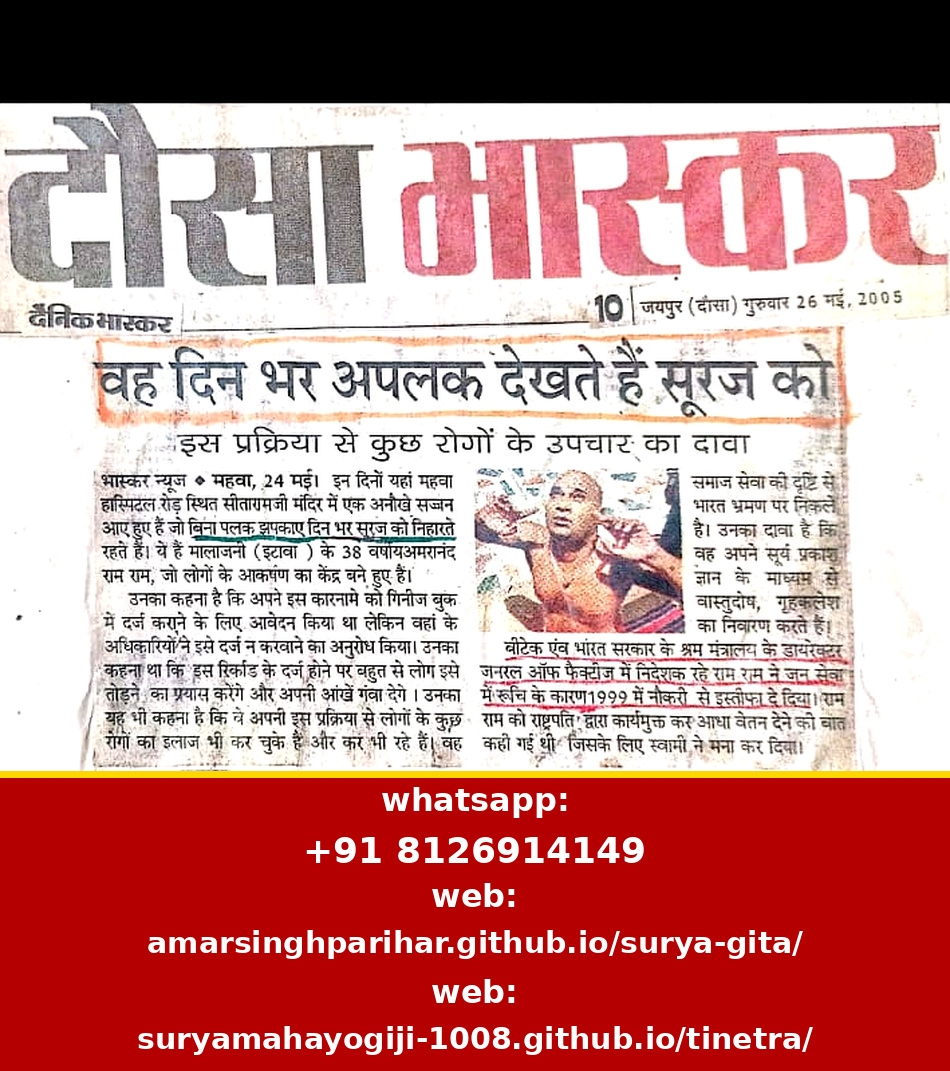 दौसा भास्कर
दैनिक भास्कर
10 जयपुर (दौसा) गुरुवार 26 मई, 2005
वह दिन भर अपलक देखते हैं सूरज को
इस प्रक्रिया से कुछ रोगों के उपचार का दावा
भास्कर न्यूज ❖ महवा, 24 मई। इन दिनों यहां महवा
हास्पिटल रोड़ स्थित सीतारामजी मंदिर में एक अनौखे सज्जन
आए हुए हैं जो बिना पलक झपकाए दिन भर सूरज को निहारते
रहते हैं। ये हैं मालाजनी (इटावा ) के 38 वर्षीयअमरानंद
राम राम, जो लोगों के आकर्षण का केंद्र बने हुए हैं।
उनका कहना है कि अपने इस कारनामे को गिनीज बुक
में दर्ज कराने के लिए आवेदन किया था लेकिन वहां के
अधिकारियों ने इसे दर्ज न करवाने का अनुरोध किया। उनका
कहना था कि इस रिकार्ड के दर्ज होने पर बहुत से लोग इसे
तोड़ने का प्रयास करेंगे और अपनी आंखें गंवा देगे । उनका
यह भी कहना है कि वे अपनी इस प्रक्रिया से लोगों के कुछ
रोगों का इलाज भी कर चुके है और कर भी रहे हैं। वह
समाज सेवा की दृष्टि से
भारत भ्रमण पर निकले
है। उनका दावा है कि
वह अपने सूर्य प्रकाश
ज्ञान के माध्यम से
वास्तुदोष, गृहकलेश
का निवारण करते हैं।
बीटेक एंव भारत सरकार के श्रम मंत्रालय के डायरेक्टर
जनरल ऑफ फैक्टीज में निदेशक रहे राम राम ने जन सेवा
में रूचि के कारण1999 में नौकरी से इस्तीफा दे दिया। राम
राम को राष्ट्रपति द्वारा कार्यमुक्त कर आधा वेतन देने की बात
कही गई थी जिसके लिए स्वामी ने मना कर दिया।
whatsapp:
+91 8126914149
web:
amarsinghparihar.github.io/surya-gita/
web:
suryamahayogiji-1008.github.io/tinetra/